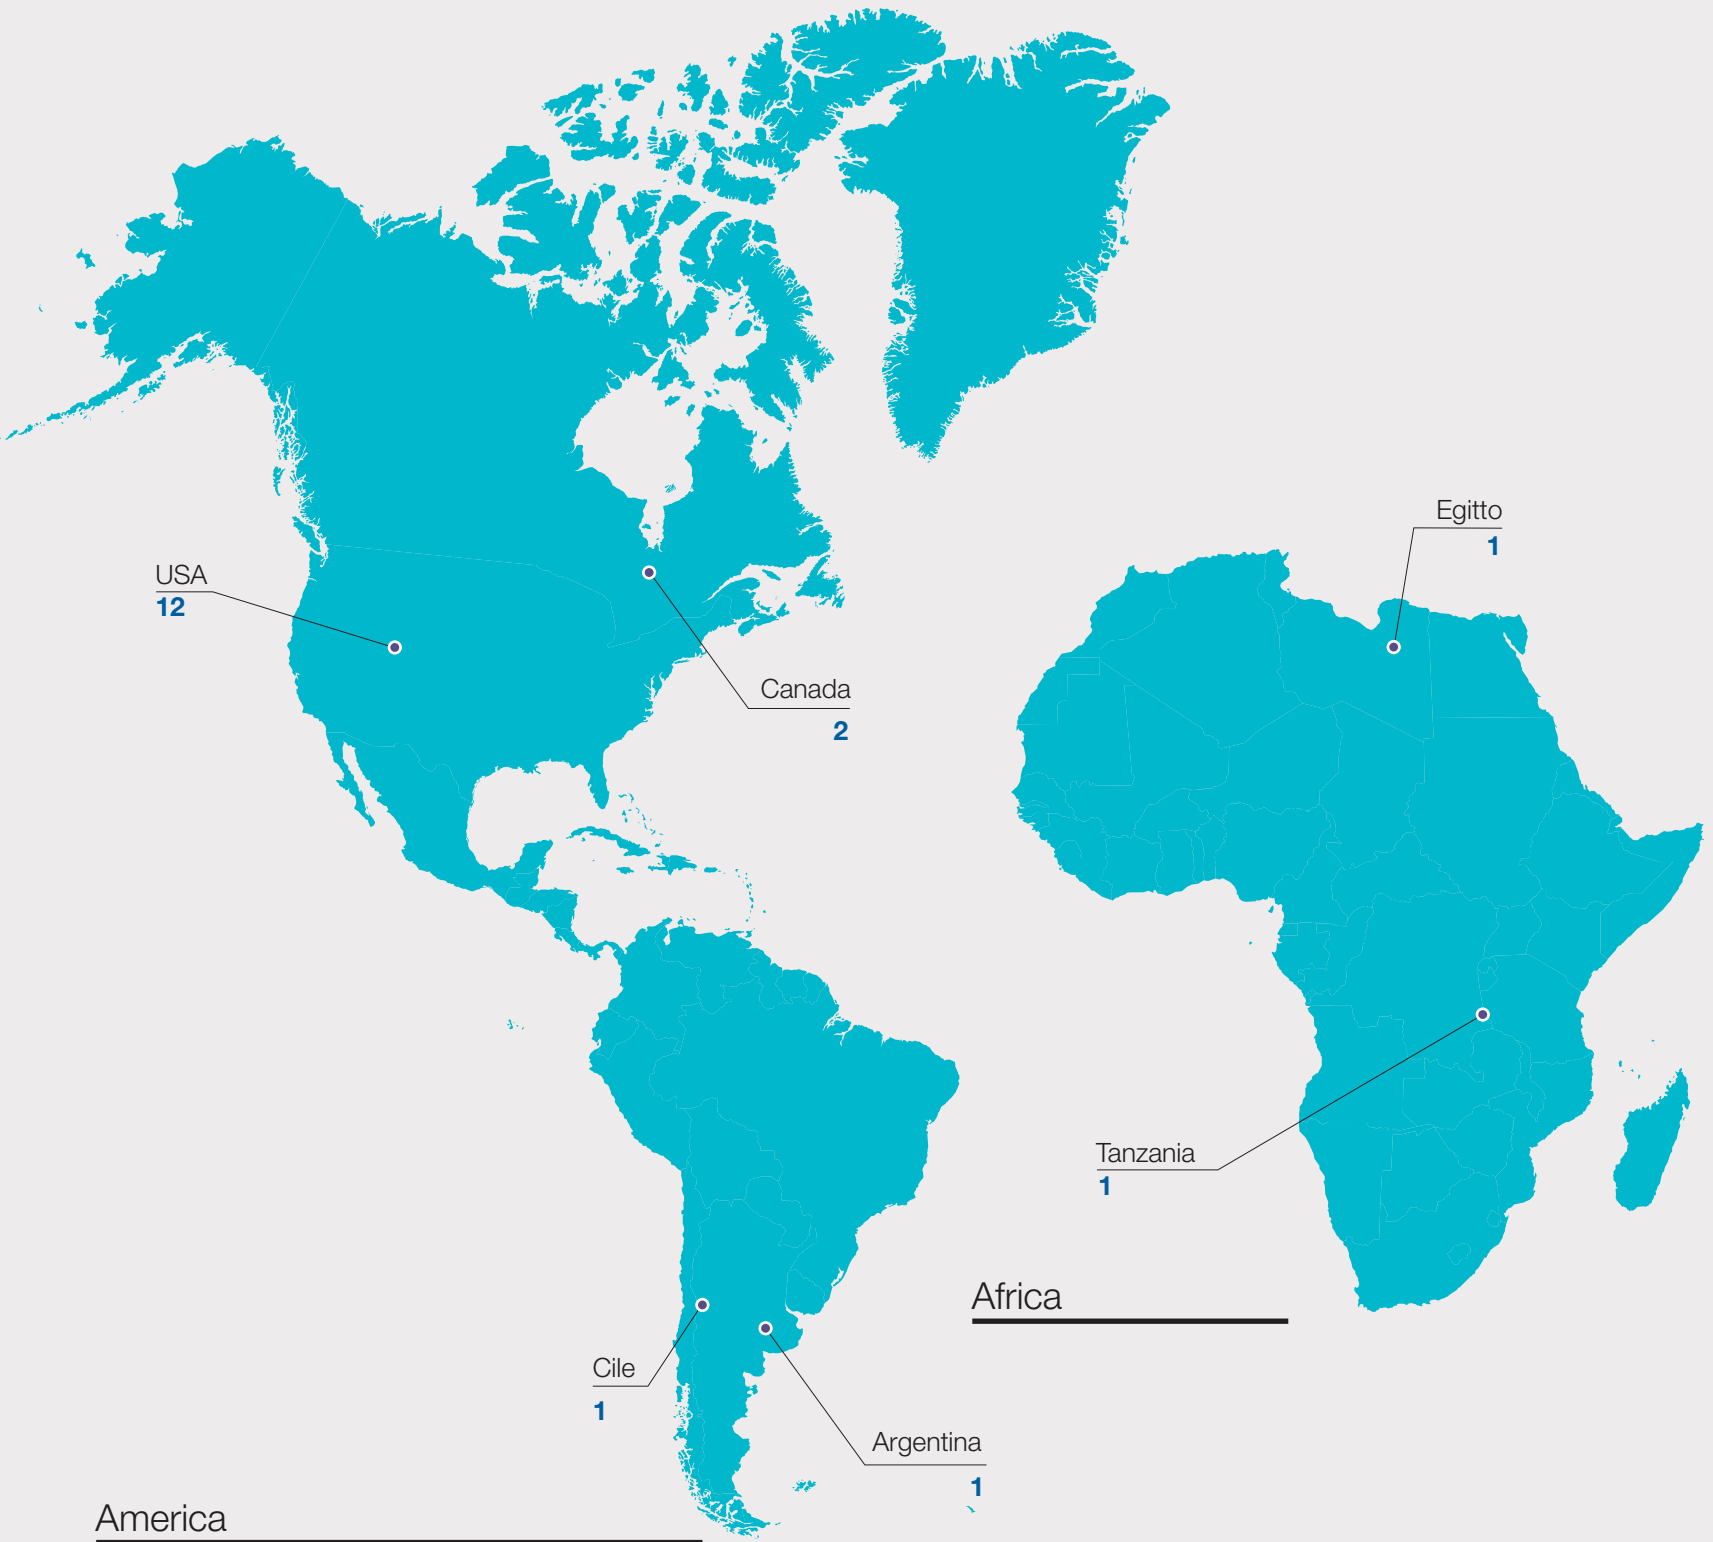 USA
12
Canada
2
Cile
1
Argentina
1
America
Egitto
1
Tanzania
1
Africa